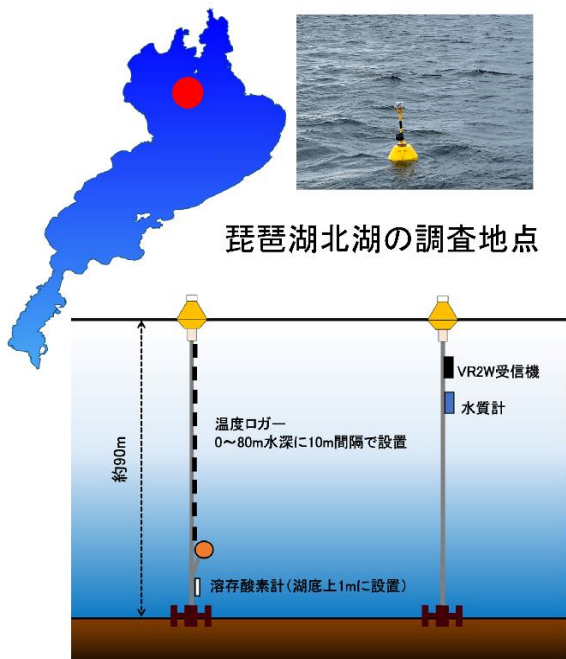 琵琶湖北湖の調査地点
VR2W受信機
水質計
温度ロガー
0～80m水深に10m間隔で設置
約90m
溶存酸素計(湖底上1mに設置)